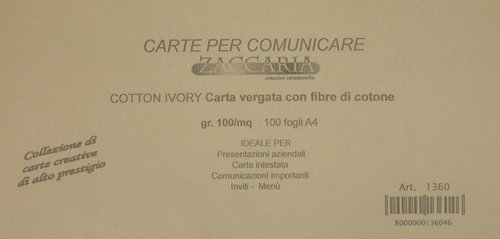 CARTE PER COMUNICARE
ZACCARIA
creazioni cartotecniche
COTTON IVORY Carta vergata con fibre di cotone
gr. 100/mq 100 fogli A4
IDEALE PER
Presentazioni aziendali
Carta intestata
Comunicazioni importanti
Inviti - Menù
Collezione di
carte creative
di alto prestigio
Art. 1360
8000000136046